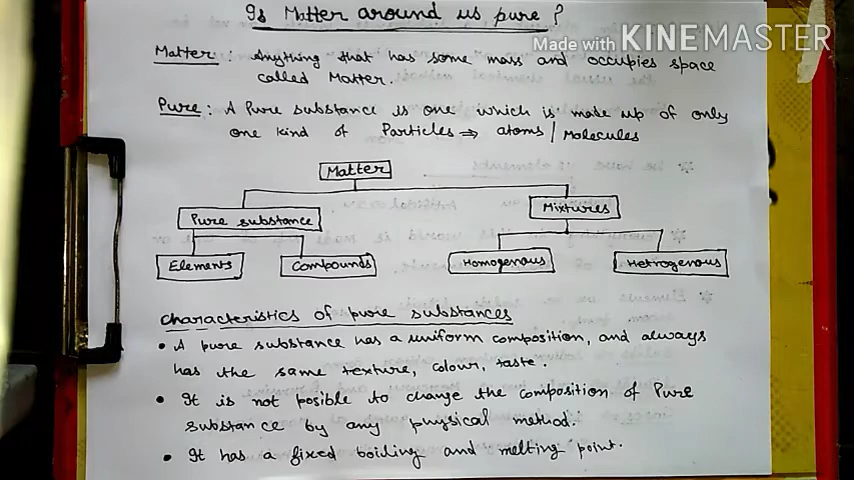 Is Matter around us pure?
Made with KINEMASTER
Matter : Anything that has some mass and occupies space
called Matter.
Pure : A Pure substance is one which is made up of only
one kind of Particles ⇒ atoms / Molecules
Matter
Pure substance
Mixtures
Elements
Compounds
Homogenous
Hetrogenous
Characteristics of pure substances
• A pure substance has a uniform composition, and always
has the same texture, colour, taste.
• It is not posible to change the composition of Pure
substance by any physical method.
• It has a fixed boiling and melting point.